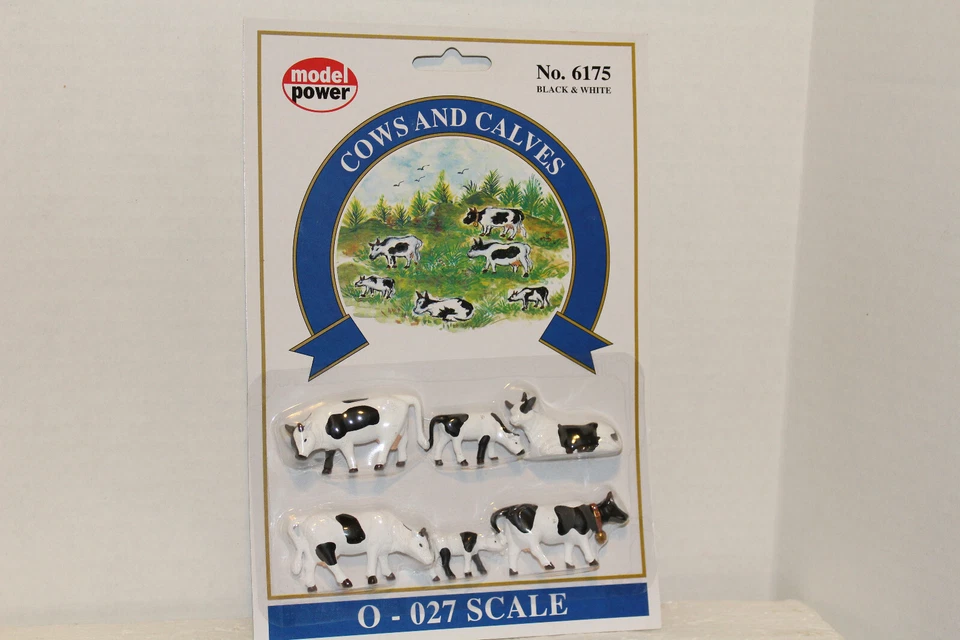 model
power
No. 6175
BLACK & WHITE
COWS AND CALVES
O - 027 SCALE